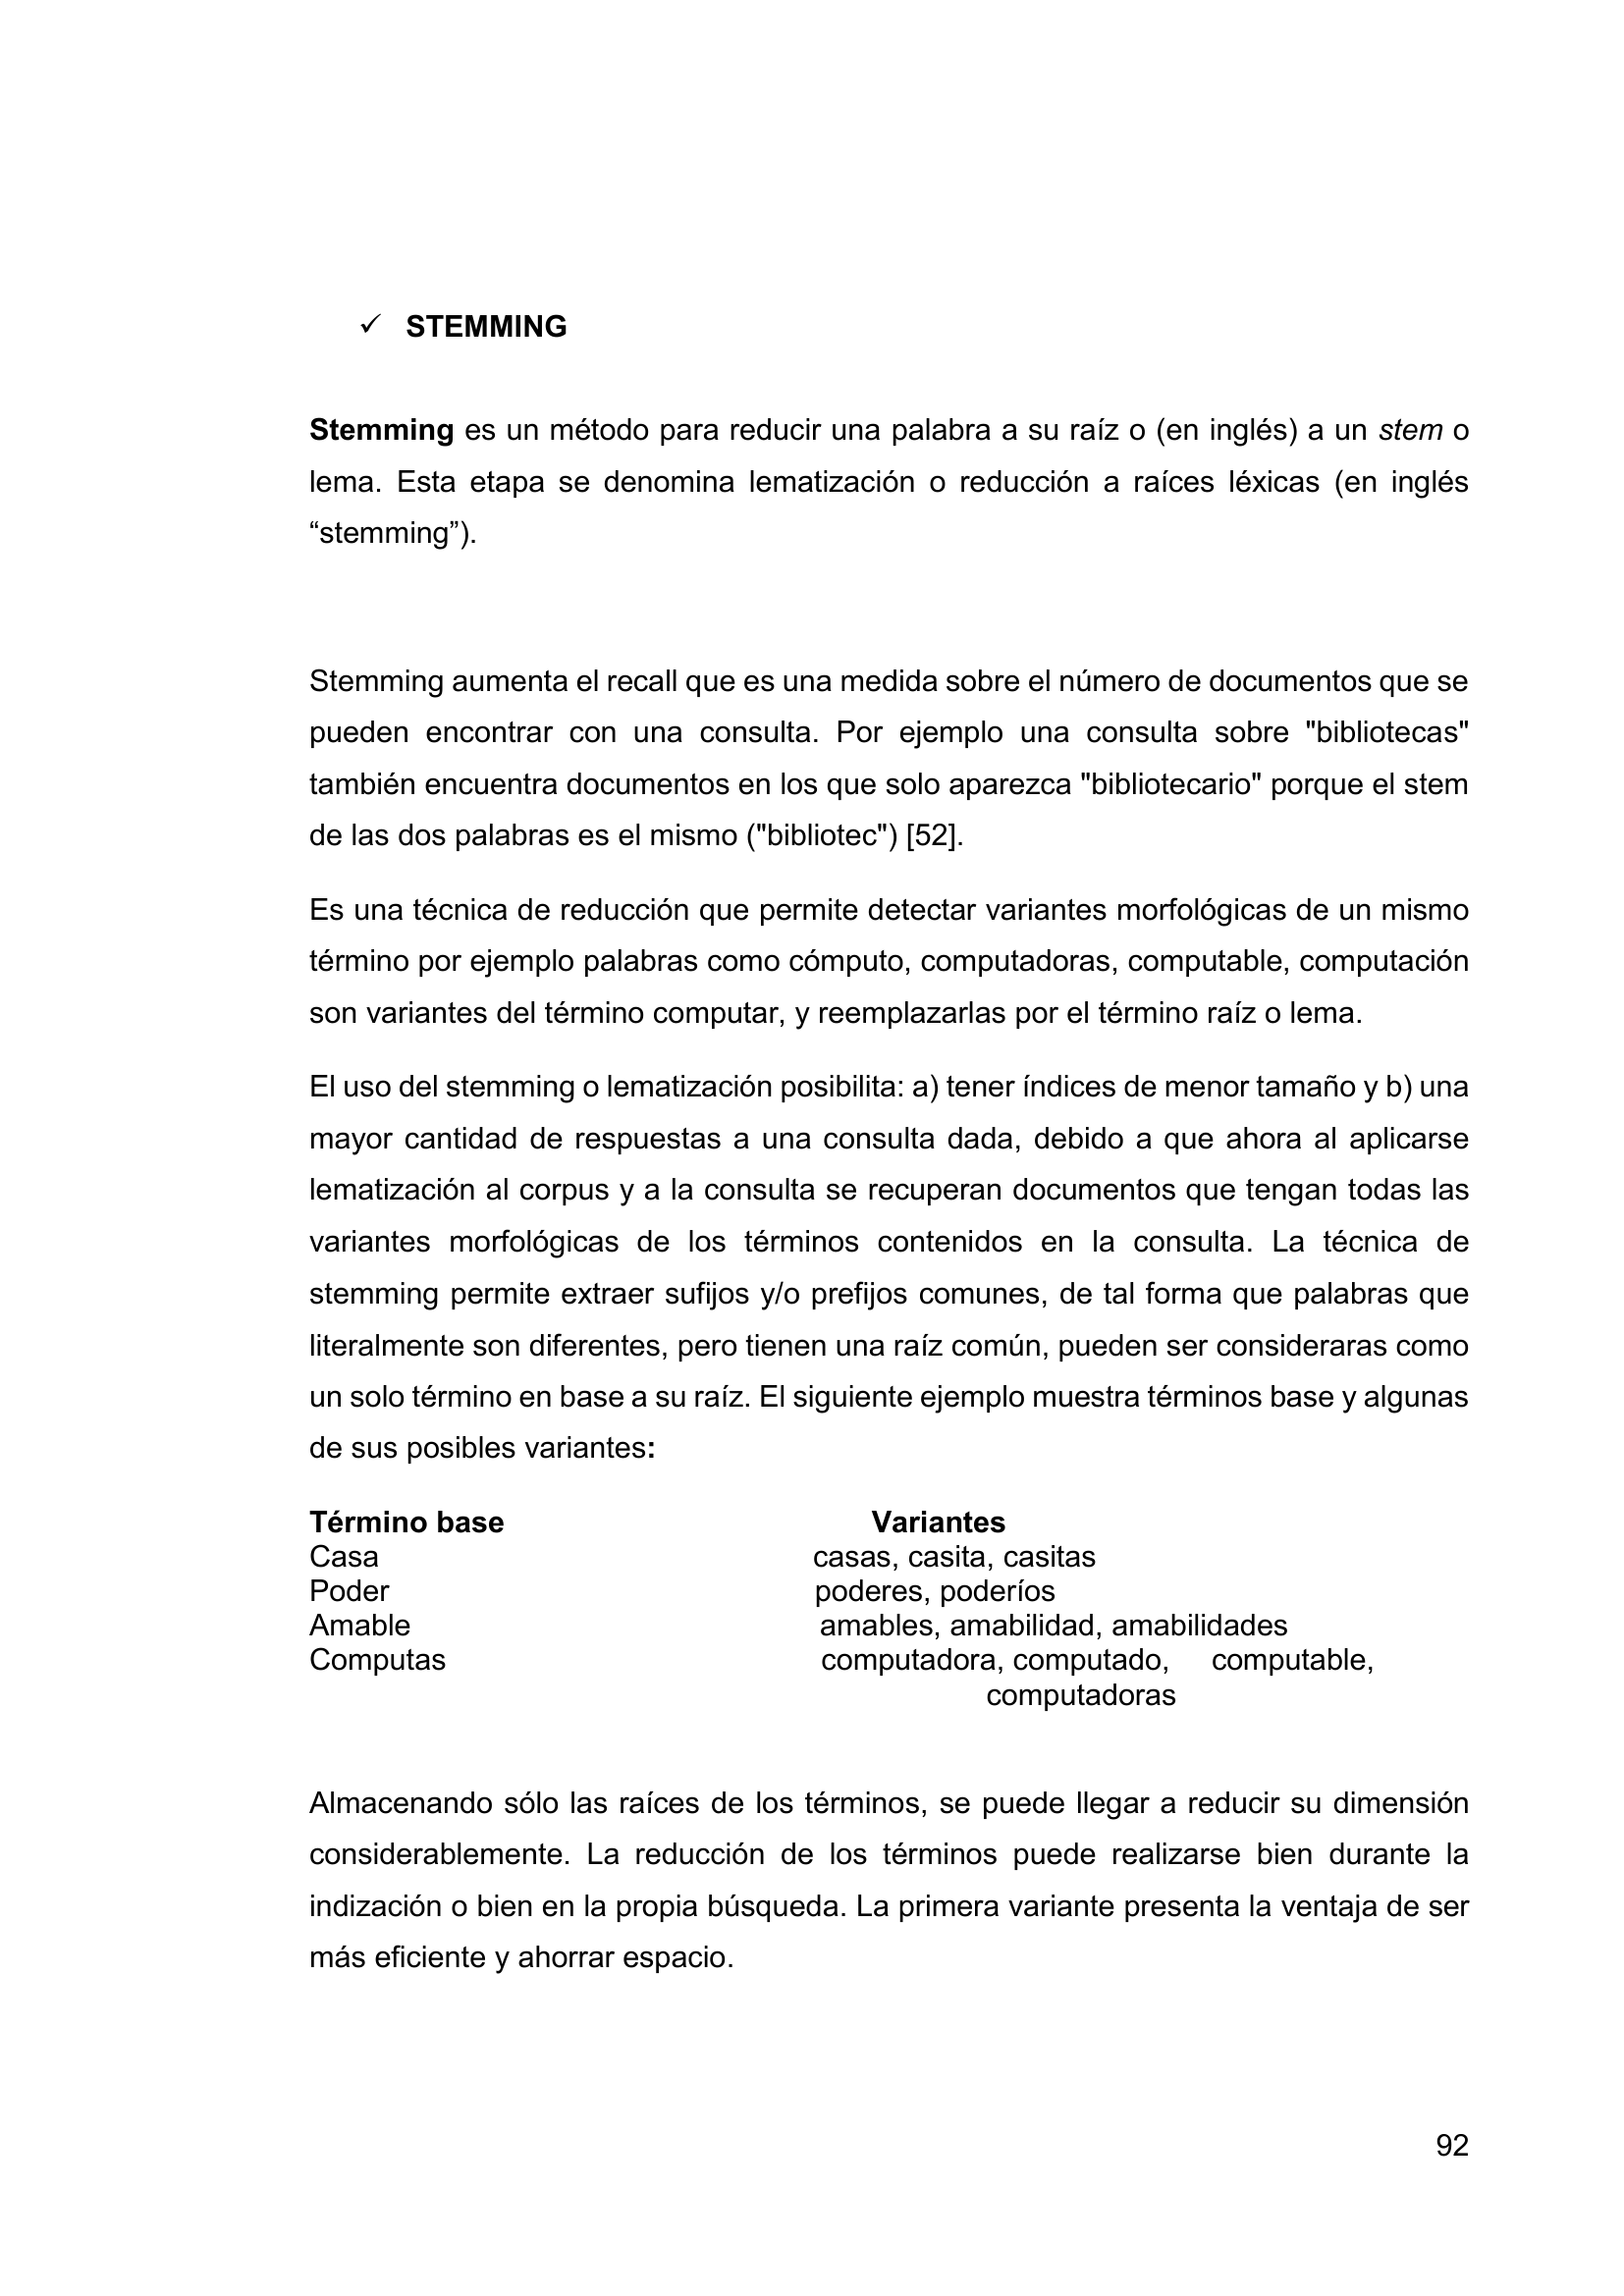 ✓ STEMMING
Stemming es un método para reducir una palabra a su raíz o (en inglés) a un stem o
lema. Esta etapa se denomina lematización o reducción a raíces léxicas (en inglés
“stemming”).
Stemming aumenta el recall que es una medida sobre el número de documentos que se
pueden encontrar con una consulta. Por ejemplo una consulta sobre "bibliotecas"
también encuentra documentos en los que solo aparezca "bibliotecario" porque el stem
de las dos palabras es el mismo ("bibliotec") [52].
Es una técnica de reducción que permite detectar variantes morfológicas de un mismo
término por ejemplo palabras como cómputo, computadoras, computable, computación
son variantes del término computar, y reemplazarlas por el término raíz o lema.
El uso del stemming o lematización posibilita: a) tener índices de menor tamaño y b) una
mayor cantidad de respuestas a una consulta dada, debido a que ahora al aplicarse
lematización al corpus y a la consulta se recuperan documentos que tengan todas las
variantes morfológicas de los términos contenidos en la consulta. La técnica de
stemming permite extraer sufijos y/o prefijos comunes, de tal forma que palabras que
literalmente son diferentes, pero tienen una raíz común, pueden ser consideraras como
un solo término en base a su raíz. El siguiente ejemplo muestra términos base y algunas
de sus posibles variantes:
Término base Variantes
Casa casas, casita, casitas
Poder poderes, poderíos
Amable amables, amabilidad, amabilidades
Computas computadora, computado, computable,
computadoras
Almacenando sólo las raíces de los términos, se puede llegar a reducir su dimensión
considerablemente. La reducción de los términos puede realizarse bien durante la
indización o bien en la propia búsqueda. La primera variante presenta la ventaja de ser
más eficiente y ahorrar espacio.
92